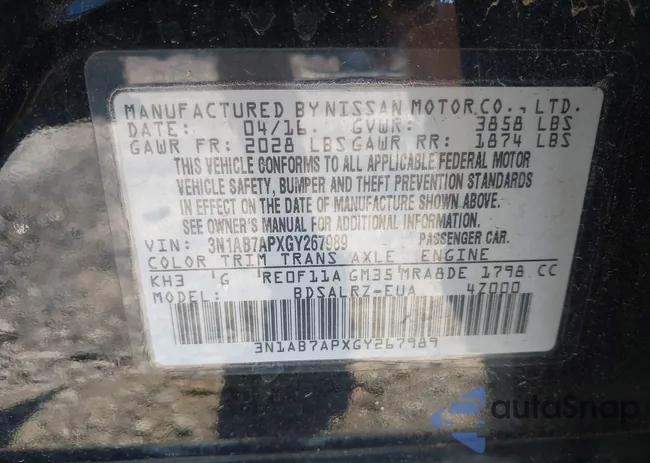 MANUFACTURED BY NISSAN MOTOR CO., LTD.
DATE: 04/16. GVWR: 3858 LBS
GAWR FR: 2028 LBS GAWR RR: 1874 LBS
THIS VEHICLE CONFORMS TO ALL APPLICABLE FEDERAL MOTOR
VEHICLE SAFETY, BUMPER AND THEFT PREVENTION STANDARDS
IN EFFECT ON THE DATE OF MANUFACTURE SHOWN ABOVE.
SEE OWNER'S MANUAL FOR ADDITIONAL INFORMATION.
VIN: 3N1AB7APXGY267989 PASSENGER CAR.
COLOR TRIM TRANS AXLE ENGINE
KH3 G RE0F11A GM35 MRA8DE 1798 CC
MODEL: BDSALRZ-EUA 4Z000
3N1AB7APXGY267989
autoSnap